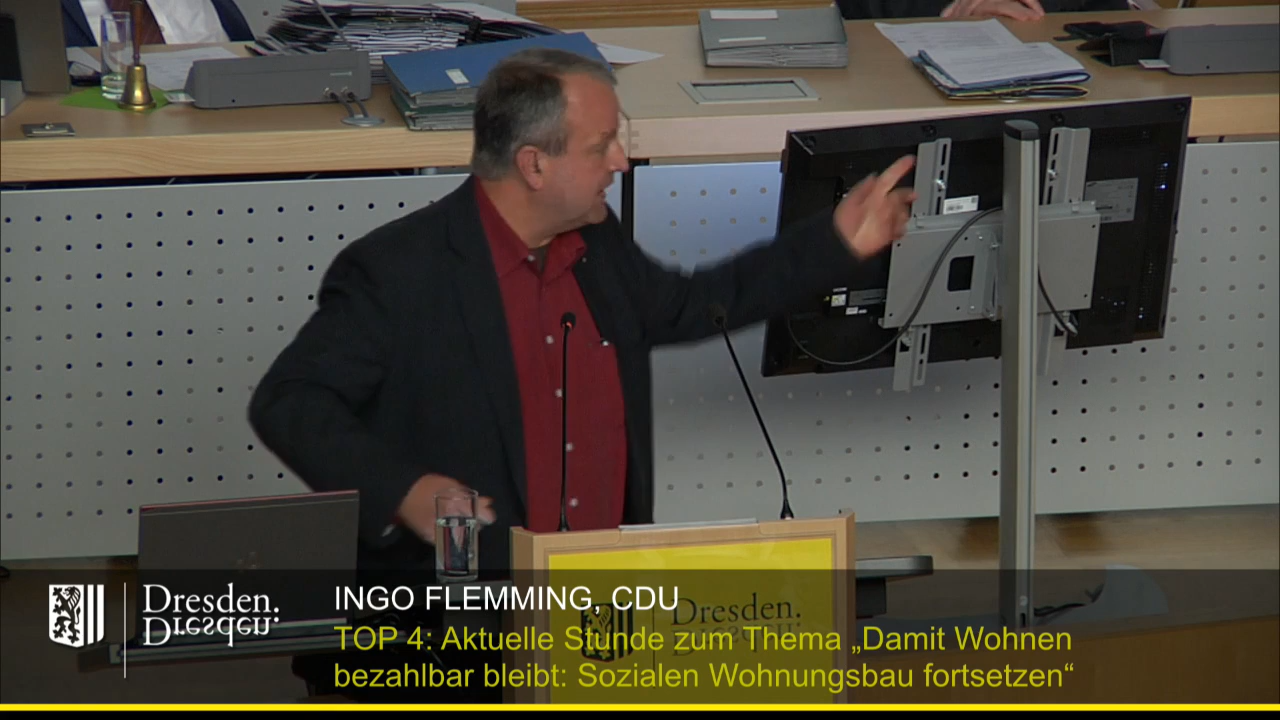 Dresden.
Dresden.
INGO FLEMMING, CDU
TOP 4: Aktuelle Stunde zum Thema „Damit Wohnen
bezahlbar bleibt: Sozialen Wohnungsbau fortsetzen“
Dresden.
Dresden.